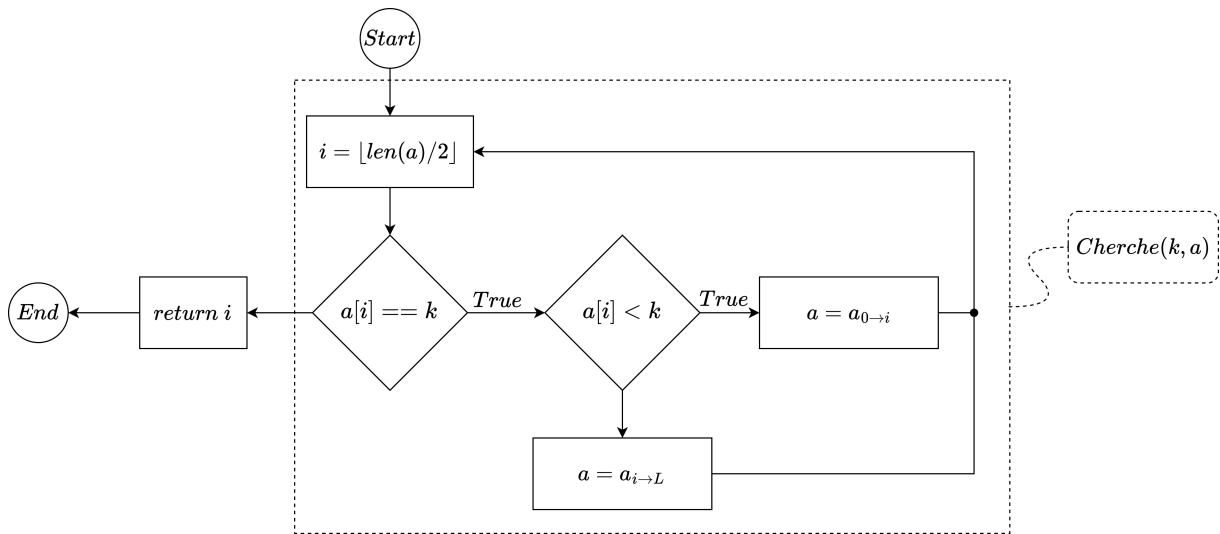 Start
i = ⌊len(a)/2⌋
Cherche(k, a)
End
return i
a[i] == k
True
a[i] < k
True
a = a₀→ᵢ
a = aᵢ→L